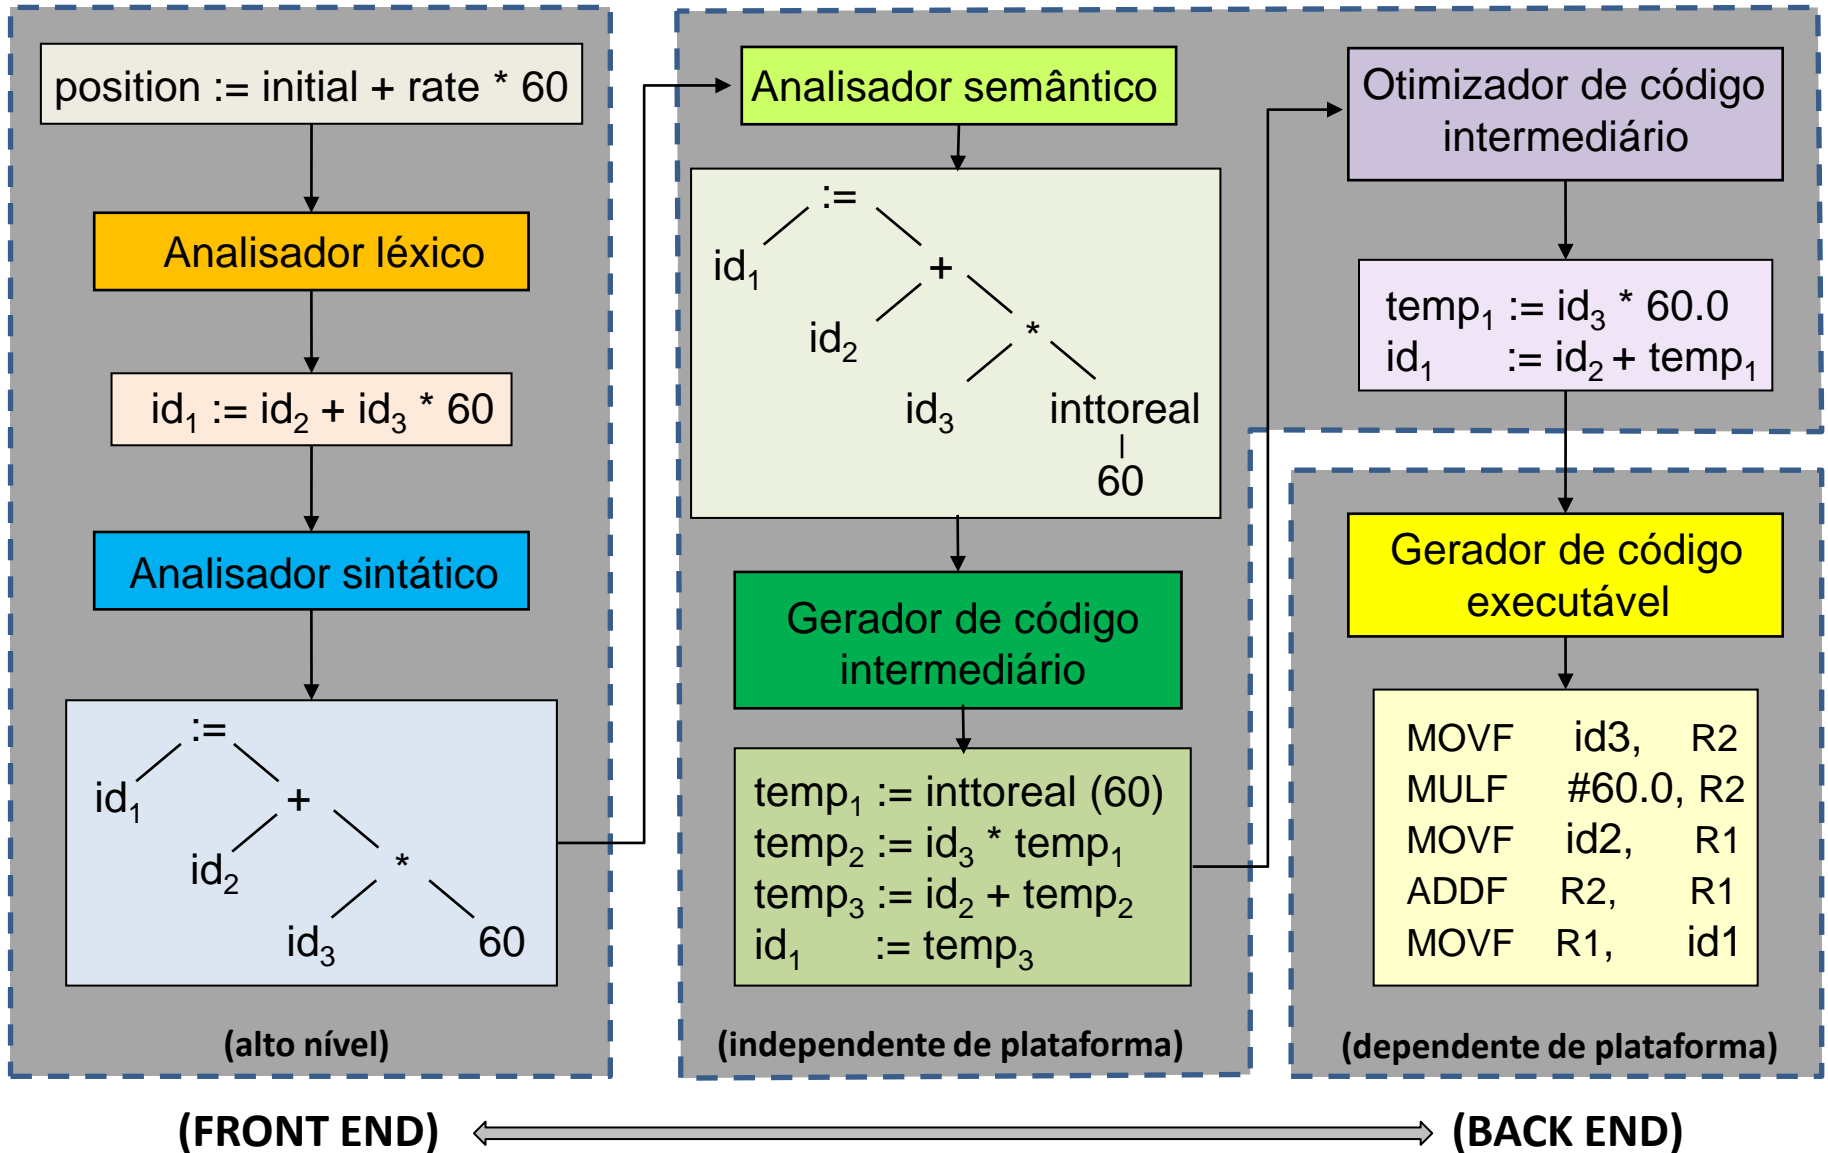 position := initial + rate * 60
Analisador léxico
id₁ := id₂ + id₃ * 60
Analisador sintático
:=
id₁
+
id₂
*
id₃
60
(alto nível)
Analisador semântico
:=
id₁
+
id₂
*
id₃
inttoreal
60
Gerador de código
intermediário
temp₁ := inttoreal (60)
temp₂ := id₃ * temp₁
temp₃ := id₂ + temp₂
id₁ := temp₃
(independente de plataforma)
Otimizador de código
intermediário
temp₁ := id₃ * 60.0
id₁ := id₂ + temp₁
Gerador de código
executável
MOVF id3, R2
MULF #60.0, R2
MOVF id2, R1
ADDF R2, R1
MOVF R1, id1
(dependente de plataforma)
(FRONT END)
(BACK END)